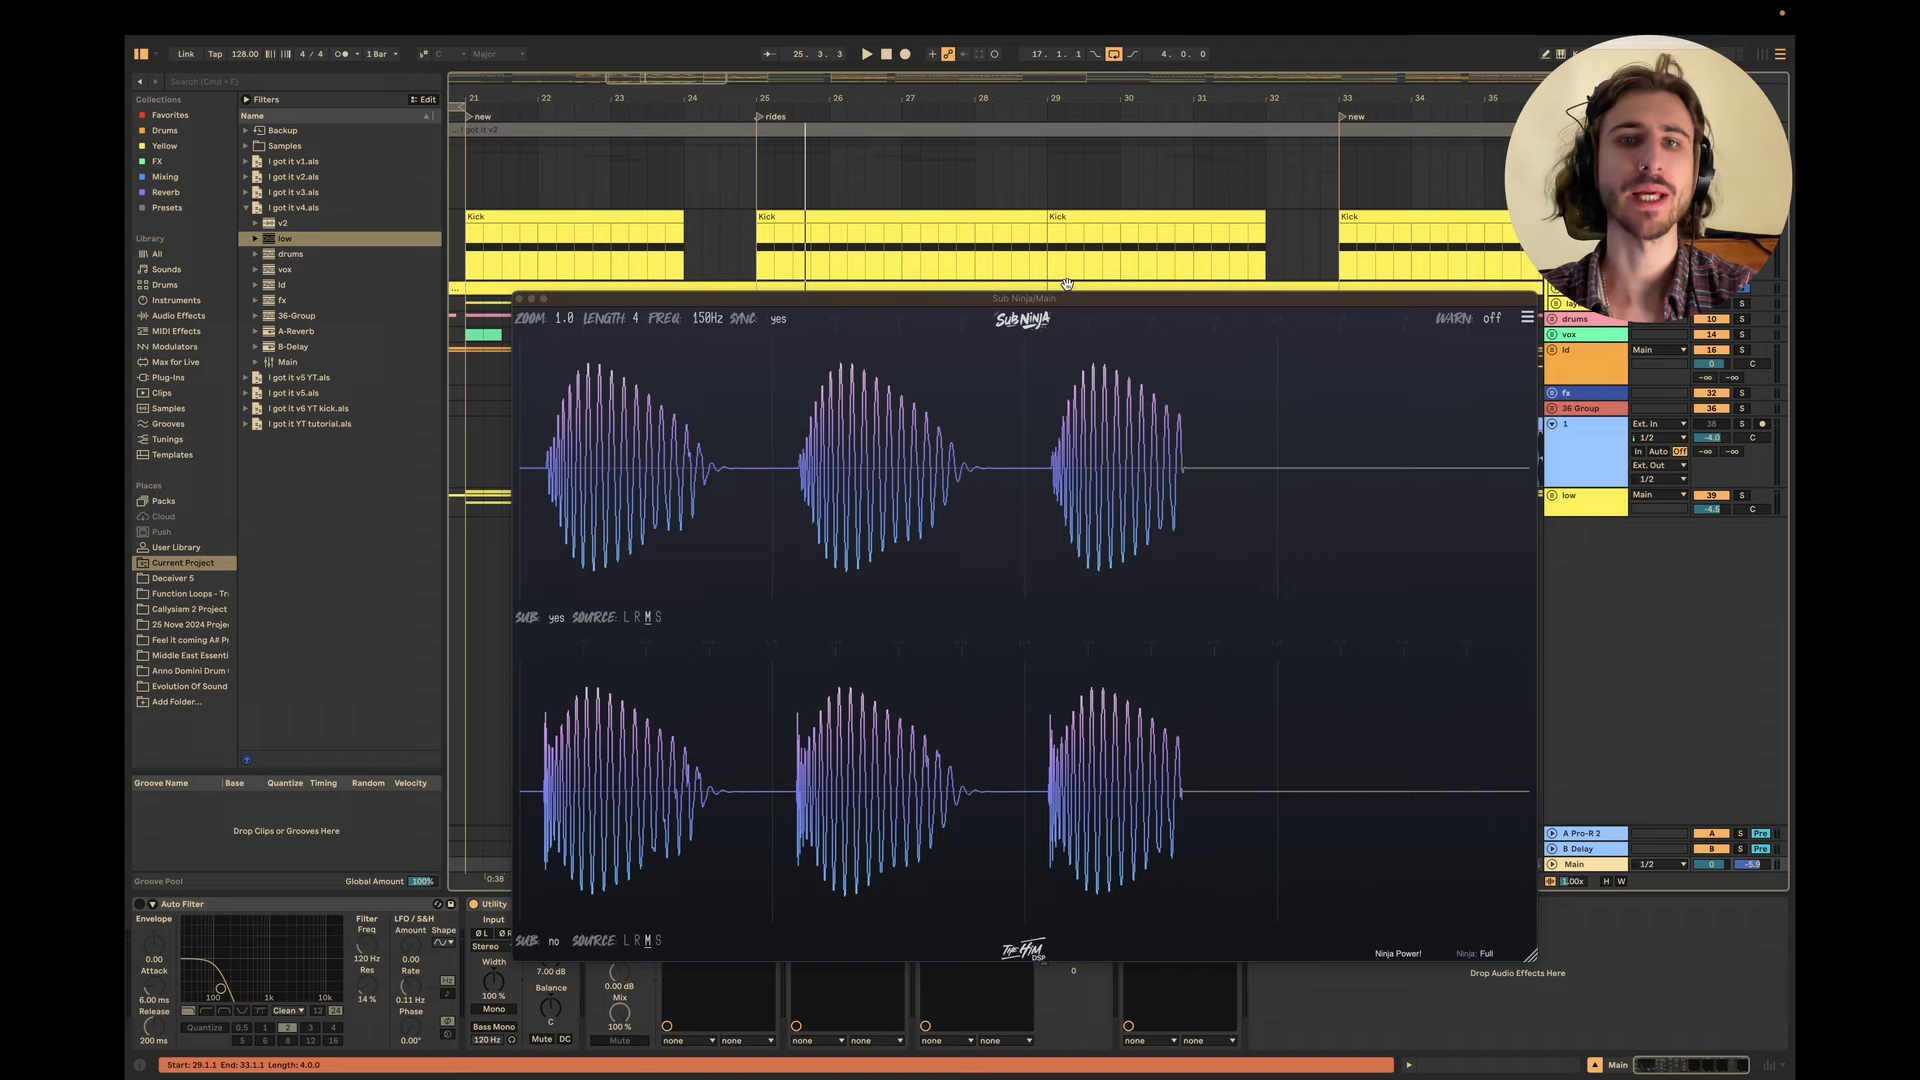 Link Tap 128.00 4 / 4 1 Bar C Major 25. 3. 3 17. 1. 1 4. 0. 0
Search (Cmd + F)
Collections
Favorites
Drums
Yellow
FX
Mixing
Reverb
Presets
Library
All
Sounds
Drums
Instruments
Audio Effects
MIDI Effects
Modulators
Max for Live
Plug-Ins
Clips
Samples
Grooves
Tunings
Templates
Places
Packs
Cloud
Push
User Library
Current Project
Deceiver 5
Function Loops - Tra
Callysiam 2 Project
25 Nove 2024 Proje
Feel it coming A# Pr
Middle East Essenti
Anno Domini Drum
Evolution Of Sound
Add Folder...
Filters Edit
Name
Backup
Samples
I got it v1.als
I got it v2.als
I got it v3.als
I got it v4.als
v2
low
drums
vox
ld
fx
36-Group
A-Reverb
B-Delay
Main
I got it v5 YT.als
I got it v5.als
I got it v6 YT kick.als
I got it YT tutorial.als
21 22 23 24 25 26 27 28 29 30 31 32 33 34 35
new rides new
... I got it v2
Kick Kick Kick Kick
Sub Ninja/Main
ZOOM: 1.0 LENGTH: 4 FREQ: 150Hz SYNC: yes
SUB NINJA
WARN: off
SUB: yes SOURCE: L R M S
SUB: no SOURCE: L R M S
THE HIM
DSP
Ninja Power! Ninja: Full
drums 10 S
vox 14 S
ld Main 16 S
0 C
-∞ -∞
fx 32 S
36 Group 36 S
1 Ext. In 38 S
1/2 -4.0 C
In Auto Off -∞ -∞
Ext. Out
1/2
low Main 39 S
-4.5 C
A Pro-R 2 A S Pre
B Delay B S Pre
Main 1/2 0 -5.9
1.00x H W
Groove Name Base Quantize Timing Random Velocity
Drop Clips or Grooves Here
Groove Pool Global Amount 100%
0:38
Auto Filter
Envelope
0.00
Attack
6.00 ms
Release
200 ms
100 1k 10k
Clean 12 24
Quantize 0.5 1 2 3 4
5 6 8 12 16
Filter
Freq
120 Hz
Res
14 %
LFO / S&H
Amount Shape
0.00
Rate
0.11 Hz
Phase
0.00°
Hz
Utility
Input
Stereo
Width
100 %
Mono
Bass Mono
120 Hz
7.00 dB
Balance
C
Mute DC
0.00 dB
Mix
100 %
Mute
none none none none none none none none
0
Drop Audio Effects Here
Start: 29.1.1 End: 33.1.1 Length: 4.0.0
Main